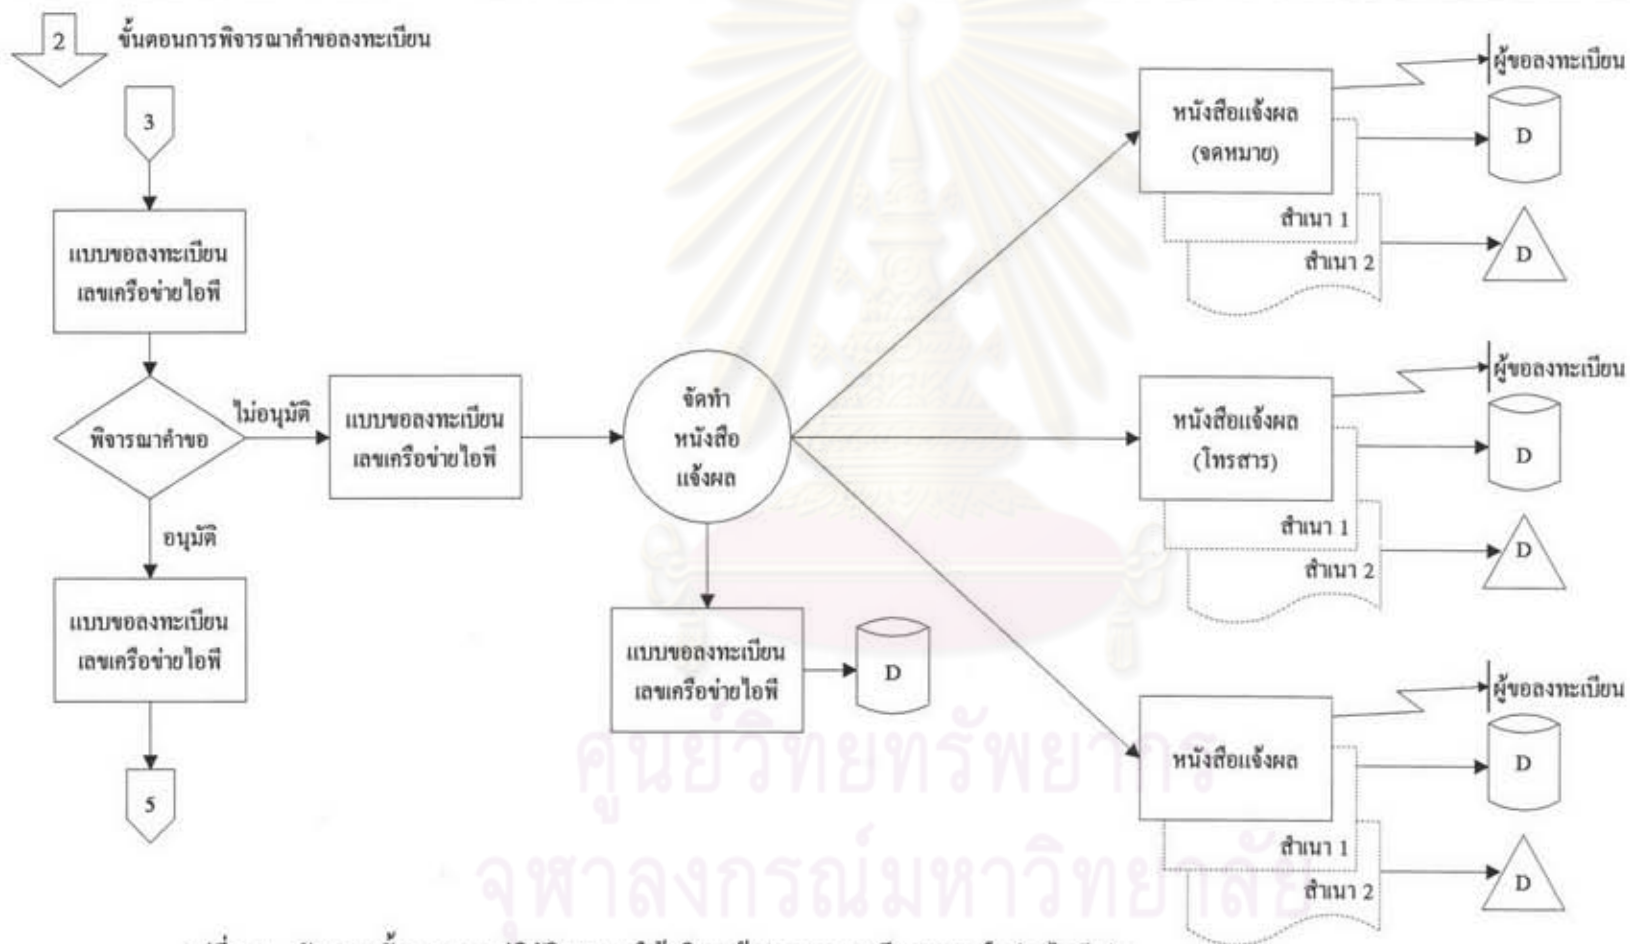 2
ขั้นตอนการพิจารณาคำขอลงทะเบียน
3
แบบขอลงทะเบียน
เลขเครือข่ายไอพี
พิจารณาคำขอ
ไม่อนุมัติ
แบบขอลงทะเบียน
เลขเครือข่ายไอพี
อนุมัติ
แบบขอลงทะเบียน
เลขเครือข่ายไอพี
5
จัดทำ
หนังสือ
แจ้งผล
แบบขอลงทะเบียน
เลขเครือข่ายไอพี
D
หนังสือแจ้งผล
(จดหมาย)
สำเนา 1
สำเนา 2
ผู้ขอลงทะเบียน
D
D
หนังสือแจ้งผล
(โทรสาร)
สำเนา 1
สำเนา 2
ผู้ขอลงทะเบียน
D
D
หนังสือแจ้งผล
สำเนา 1
สำเนา 2
ผู้ขอลงทะเบียน
D
D
ศูนย์วิทยทรัพยากร
จุฬาลงกรณ์มหาวิทยาลัย